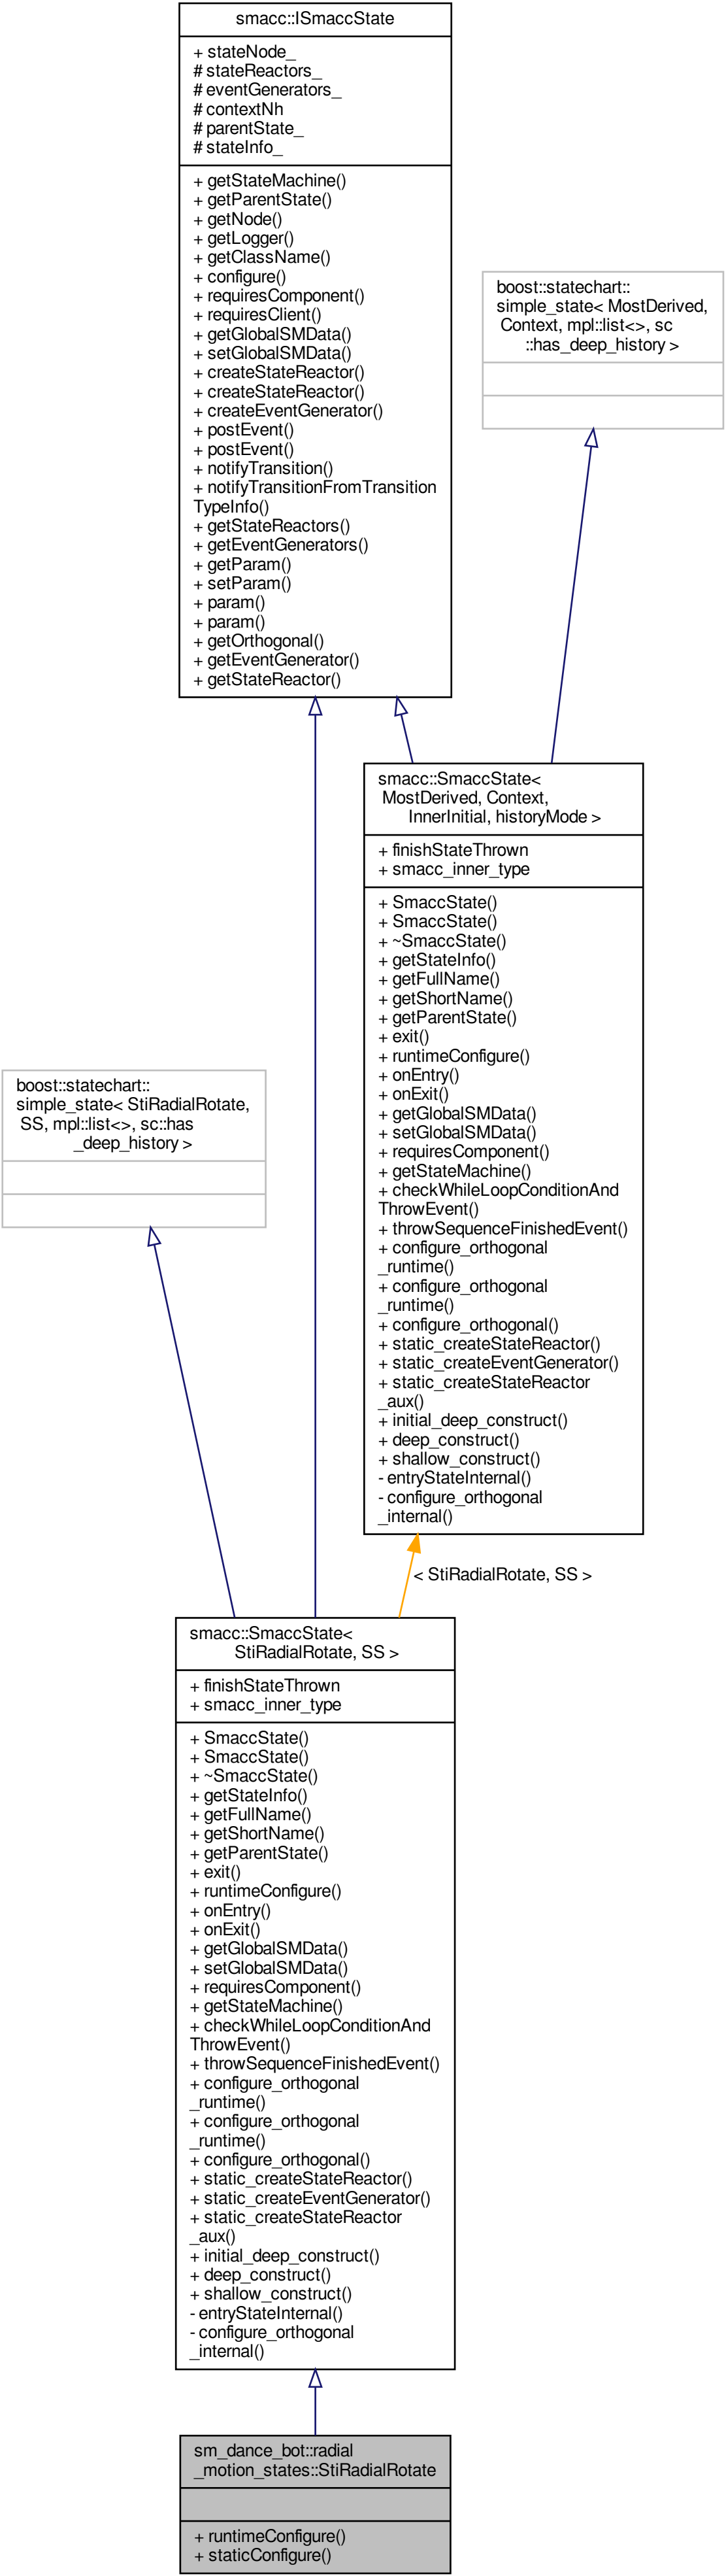 smacc::ISmaccState
+ stateNode_
# stateReactors_
# eventGenerators_
# contextNh
# parentState_
# stateInfo_
+ getStateMachine()
+ getParentState()
+ getNode()
+ getLogger()
+ getClassName()
+ configure()
+ requiresComponent()
+ requiresClient()
+ getGlobalSMData()
+ setGlobalSMData()
+ createStateReactor()
+ createStateReactor()
+ createEventGenerator()
+ postEvent()
+ postEvent()
+ notifyTransition()
+ notifyTransitionFromTransition
TypeInfo()
+ getStateReactors()
+ getEventGenerators()
+ getParam()
+ setParam()
+ param()
+ param()
+ getOrthogonal()
+ getEventGenerator()
+ getStateReactor()
boost::statechart::
simple_state< MostDerived,
Context, mpl::list<>, sc
::has_deep_history >
smacc::SmaccState<
MostDerived, Context,
InnerInitial, historyMode >
+ finishStateThrown
+ smacc_inner_type
+ SmaccState()
+ SmaccState()
+ ~SmaccState()
+ getStateInfo()
+ getFullName()
+ getShortName()
+ getParentState()
+ exit()
+ runtimeConfigure()
+ onEntry()
+ onExit()
+ getGlobalSMData()
+ setGlobalSMData()
+ requiresComponent()
+ getStateMachine()
+ checkWhileLoopConditionAnd
ThrowEvent()
+ throwSequenceFinishedEvent()
+ configure_orthogonal
_runtime()
+ configure_orthogonal
_runtime()
+ configure_orthogonal()
+ static_createStateReactor()
+ static_createEventGenerator()
+ static_createStateReactor
_aux()
+ initial_deep_construct()
+ deep_construct()
+ shallow_construct()
- entryStateInternal()
- configure_orthogonal
_internal()
boost::statechart::
simple_state< StiRadialRotate,
SS, mpl::list<>, sc::has
_deep_history >
< StiRadialRotate, SS >
smacc::SmaccState<
StiRadialRotate, SS >
+ finishStateThrown
+ smacc_inner_type
+ SmaccState()
+ SmaccState()
+ ~SmaccState()
+ getStateInfo()
+ getFullName()
+ getShortName()
+ getParentState()
+ exit()
+ runtimeConfigure()
+ onEntry()
+ onExit()
+ getGlobalSMData()
+ setGlobalSMData()
+ requiresComponent()
+ getStateMachine()
+ checkWhileLoopConditionAnd
ThrowEvent()
+ throwSequenceFinishedEvent()
+ configure_orthogonal
_runtime()
+ configure_orthogonal
_runtime()
+ configure_orthogonal()
+ static_createStateReactor()
+ static_createEventGenerator()
+ static_createStateReactor
_aux()
+ initial_deep_construct()
+ deep_construct()
+ shallow_construct()
- entryStateInternal()
- configure_orthogonal
_internal()
sm_dance_bot::radial
_motion_states::StiRadialRotate
+ runtimeConfigure()
+ staticConfigure()